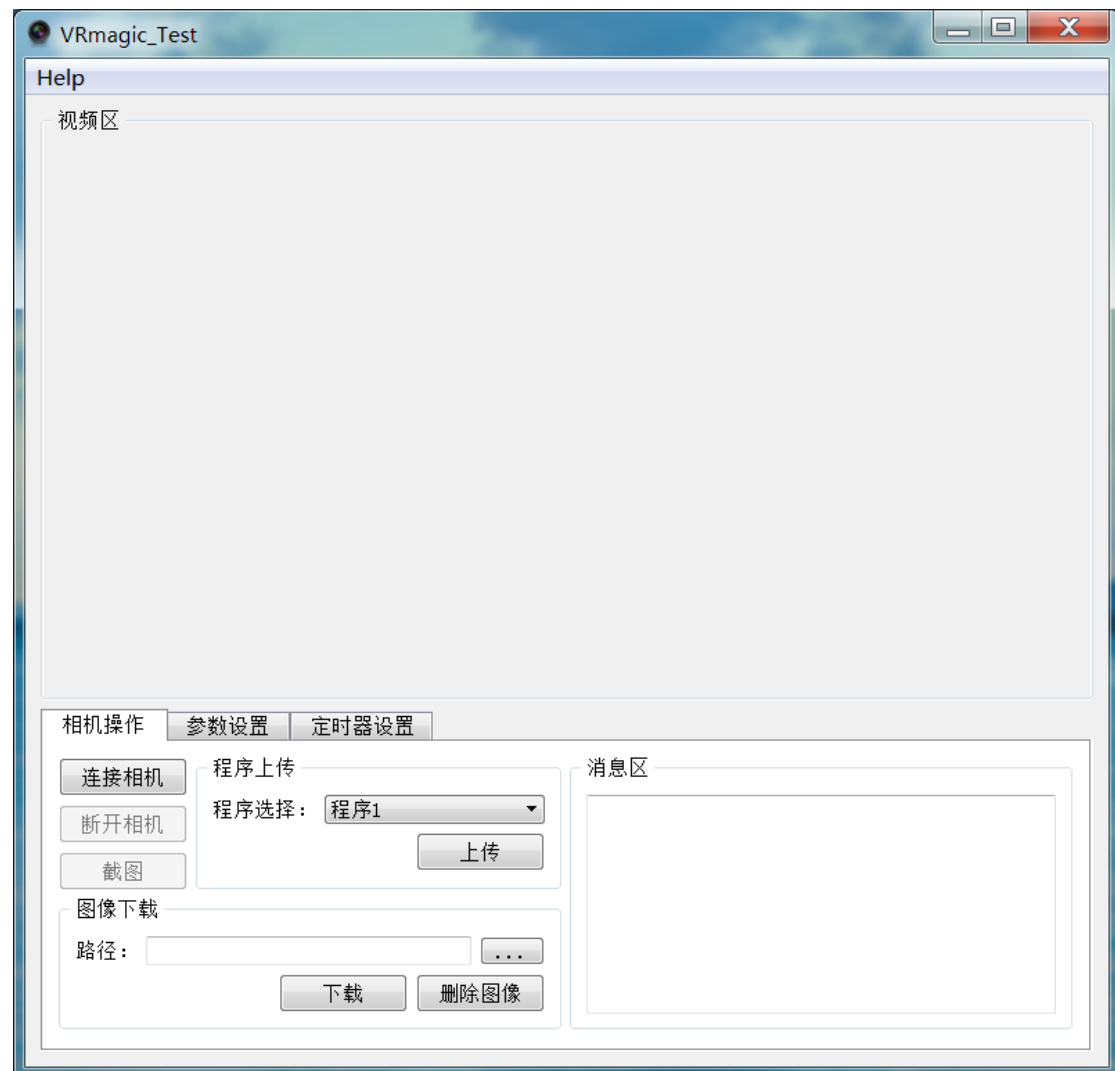 VRmagic_Test
Help
视频区
相机操作 参数设置 定时器设置
连接相机
断开相机
截图
程序上传
程序选择： 程序1
上传
图像下载
路径： ...
下载 删除图像
消息区